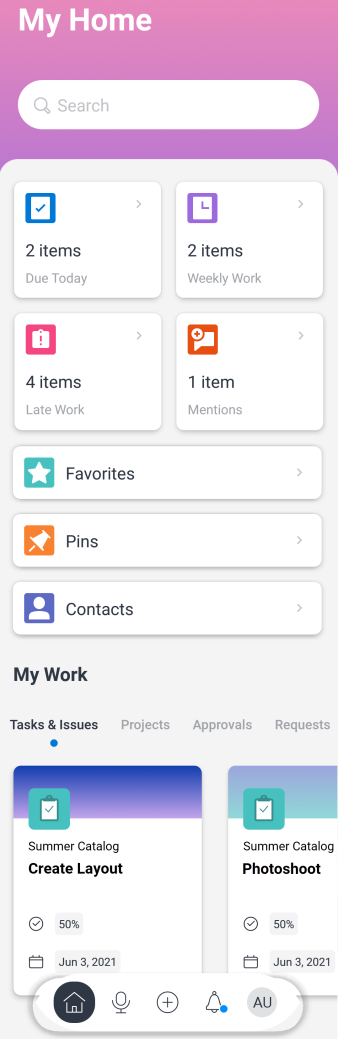 My Home
Search
2 items
Due Today
2 items
Weekly Work
4 items
Late Work
1 item
Mentions
Favorites
Pins
Contacts
My Work
Tasks & Issues Projects Approvals Requests
Summer Catalog
Create Layout
50%
Jun 3, 2021
Summer Catalog
Photoshoot
50%
Jun 3, 2021
AU